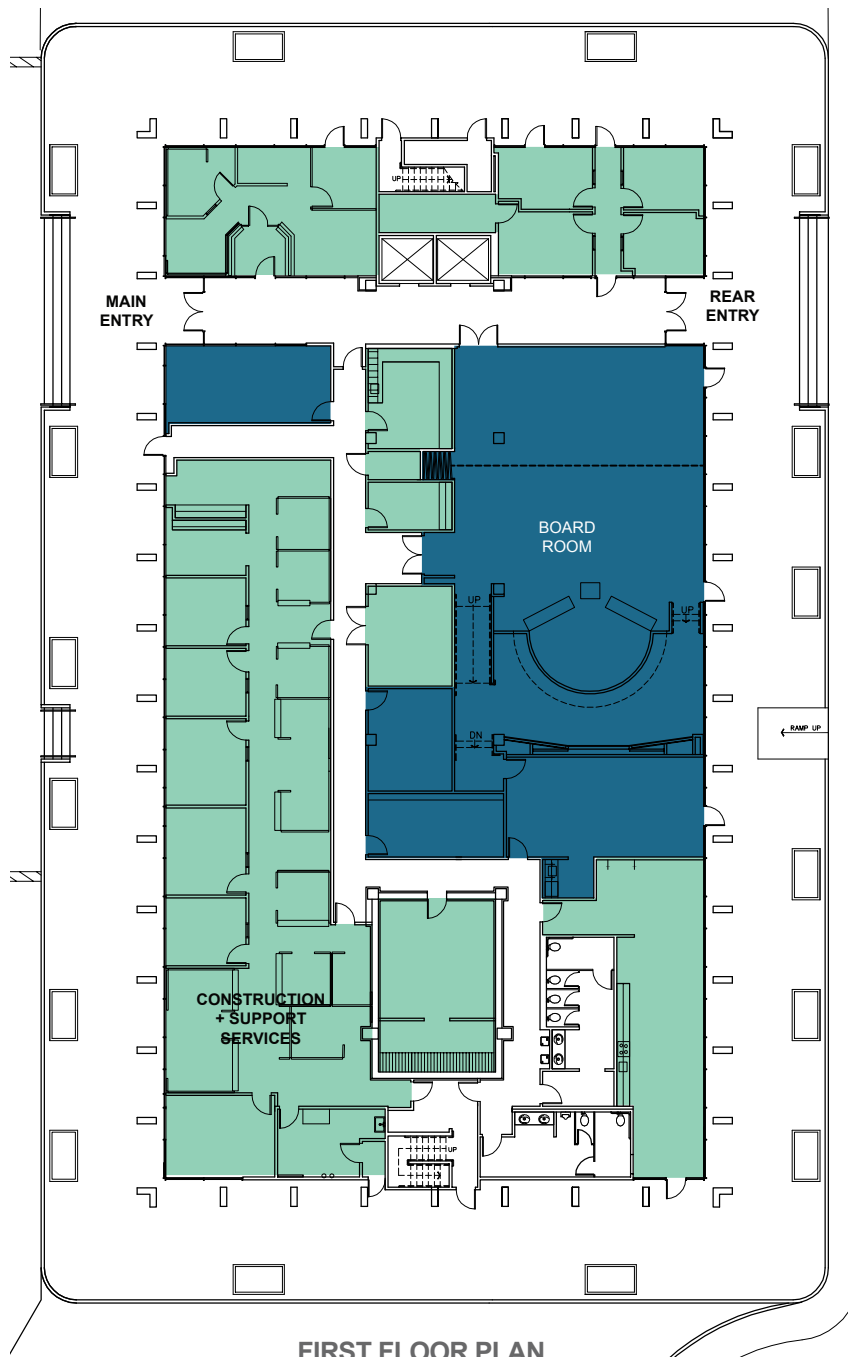 UP
MAIN
ENTRY
REAR
ENTRY
BOARD
ROOM
UP
UP
RAMP UP
DN
CONSTRUCTION
+ SUPPORT
SERVICES
UP
FIRST FLOOR PLAN